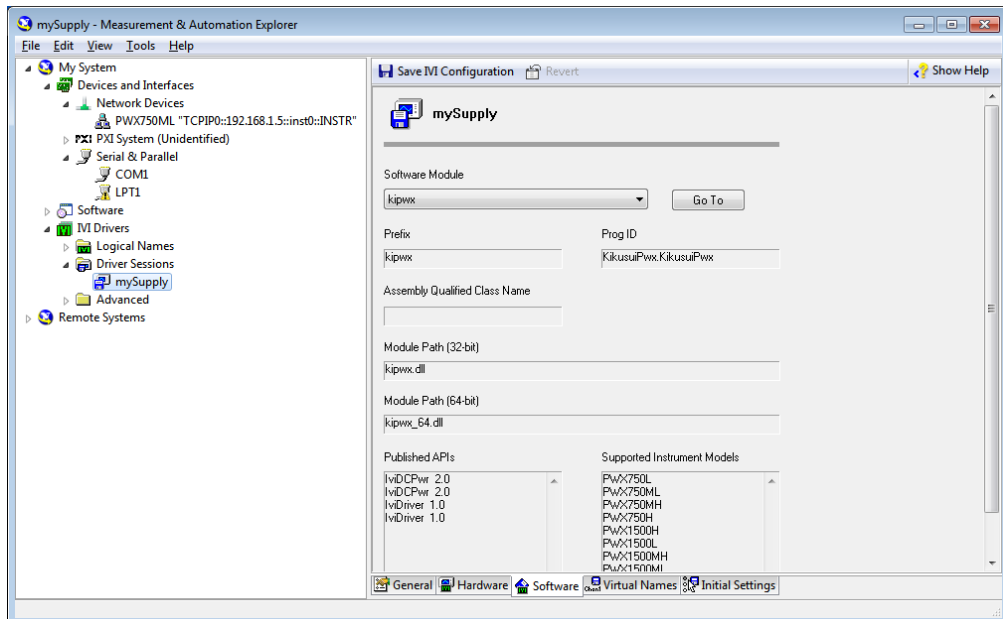 mySupply - Measurement & Automation Explorer
File Edit View Tools Help
My System
Devices and Interfaces
Network Devices
PWX750ML "TCPIP0::192.168.1.5::inst0::INSTR"
PXI PXI System (Unidentified)
Serial & Parallel
COM1
LPT1
Software
IVI Drivers
Logical Names
Driver Sessions
mySupply
Advanced
Remote Systems
Save IVI Configuration Revert Show Help
mySupply
Software Module
kipwx Go To
Prefix Prog ID
kipwx KikusuiPwx.KikusuiPwx
Assembly Qualified Class Name
Module Path (32-bit)
kipwx.dll
Module Path (64-bit)
kipwx_64.dll
Published APIs
IviDCPwr 2.0
IviDCPwr 2.0
IviDriver 1.0
IviDriver 1.0
Supported Instrument Models
PWX750L
PWX750ML
PWX750MH
PWX750H
PWX1500H
PWX1500L
PWX1500MH
PWX1500ML
General Hardware Software Virtual Names Initial Settings